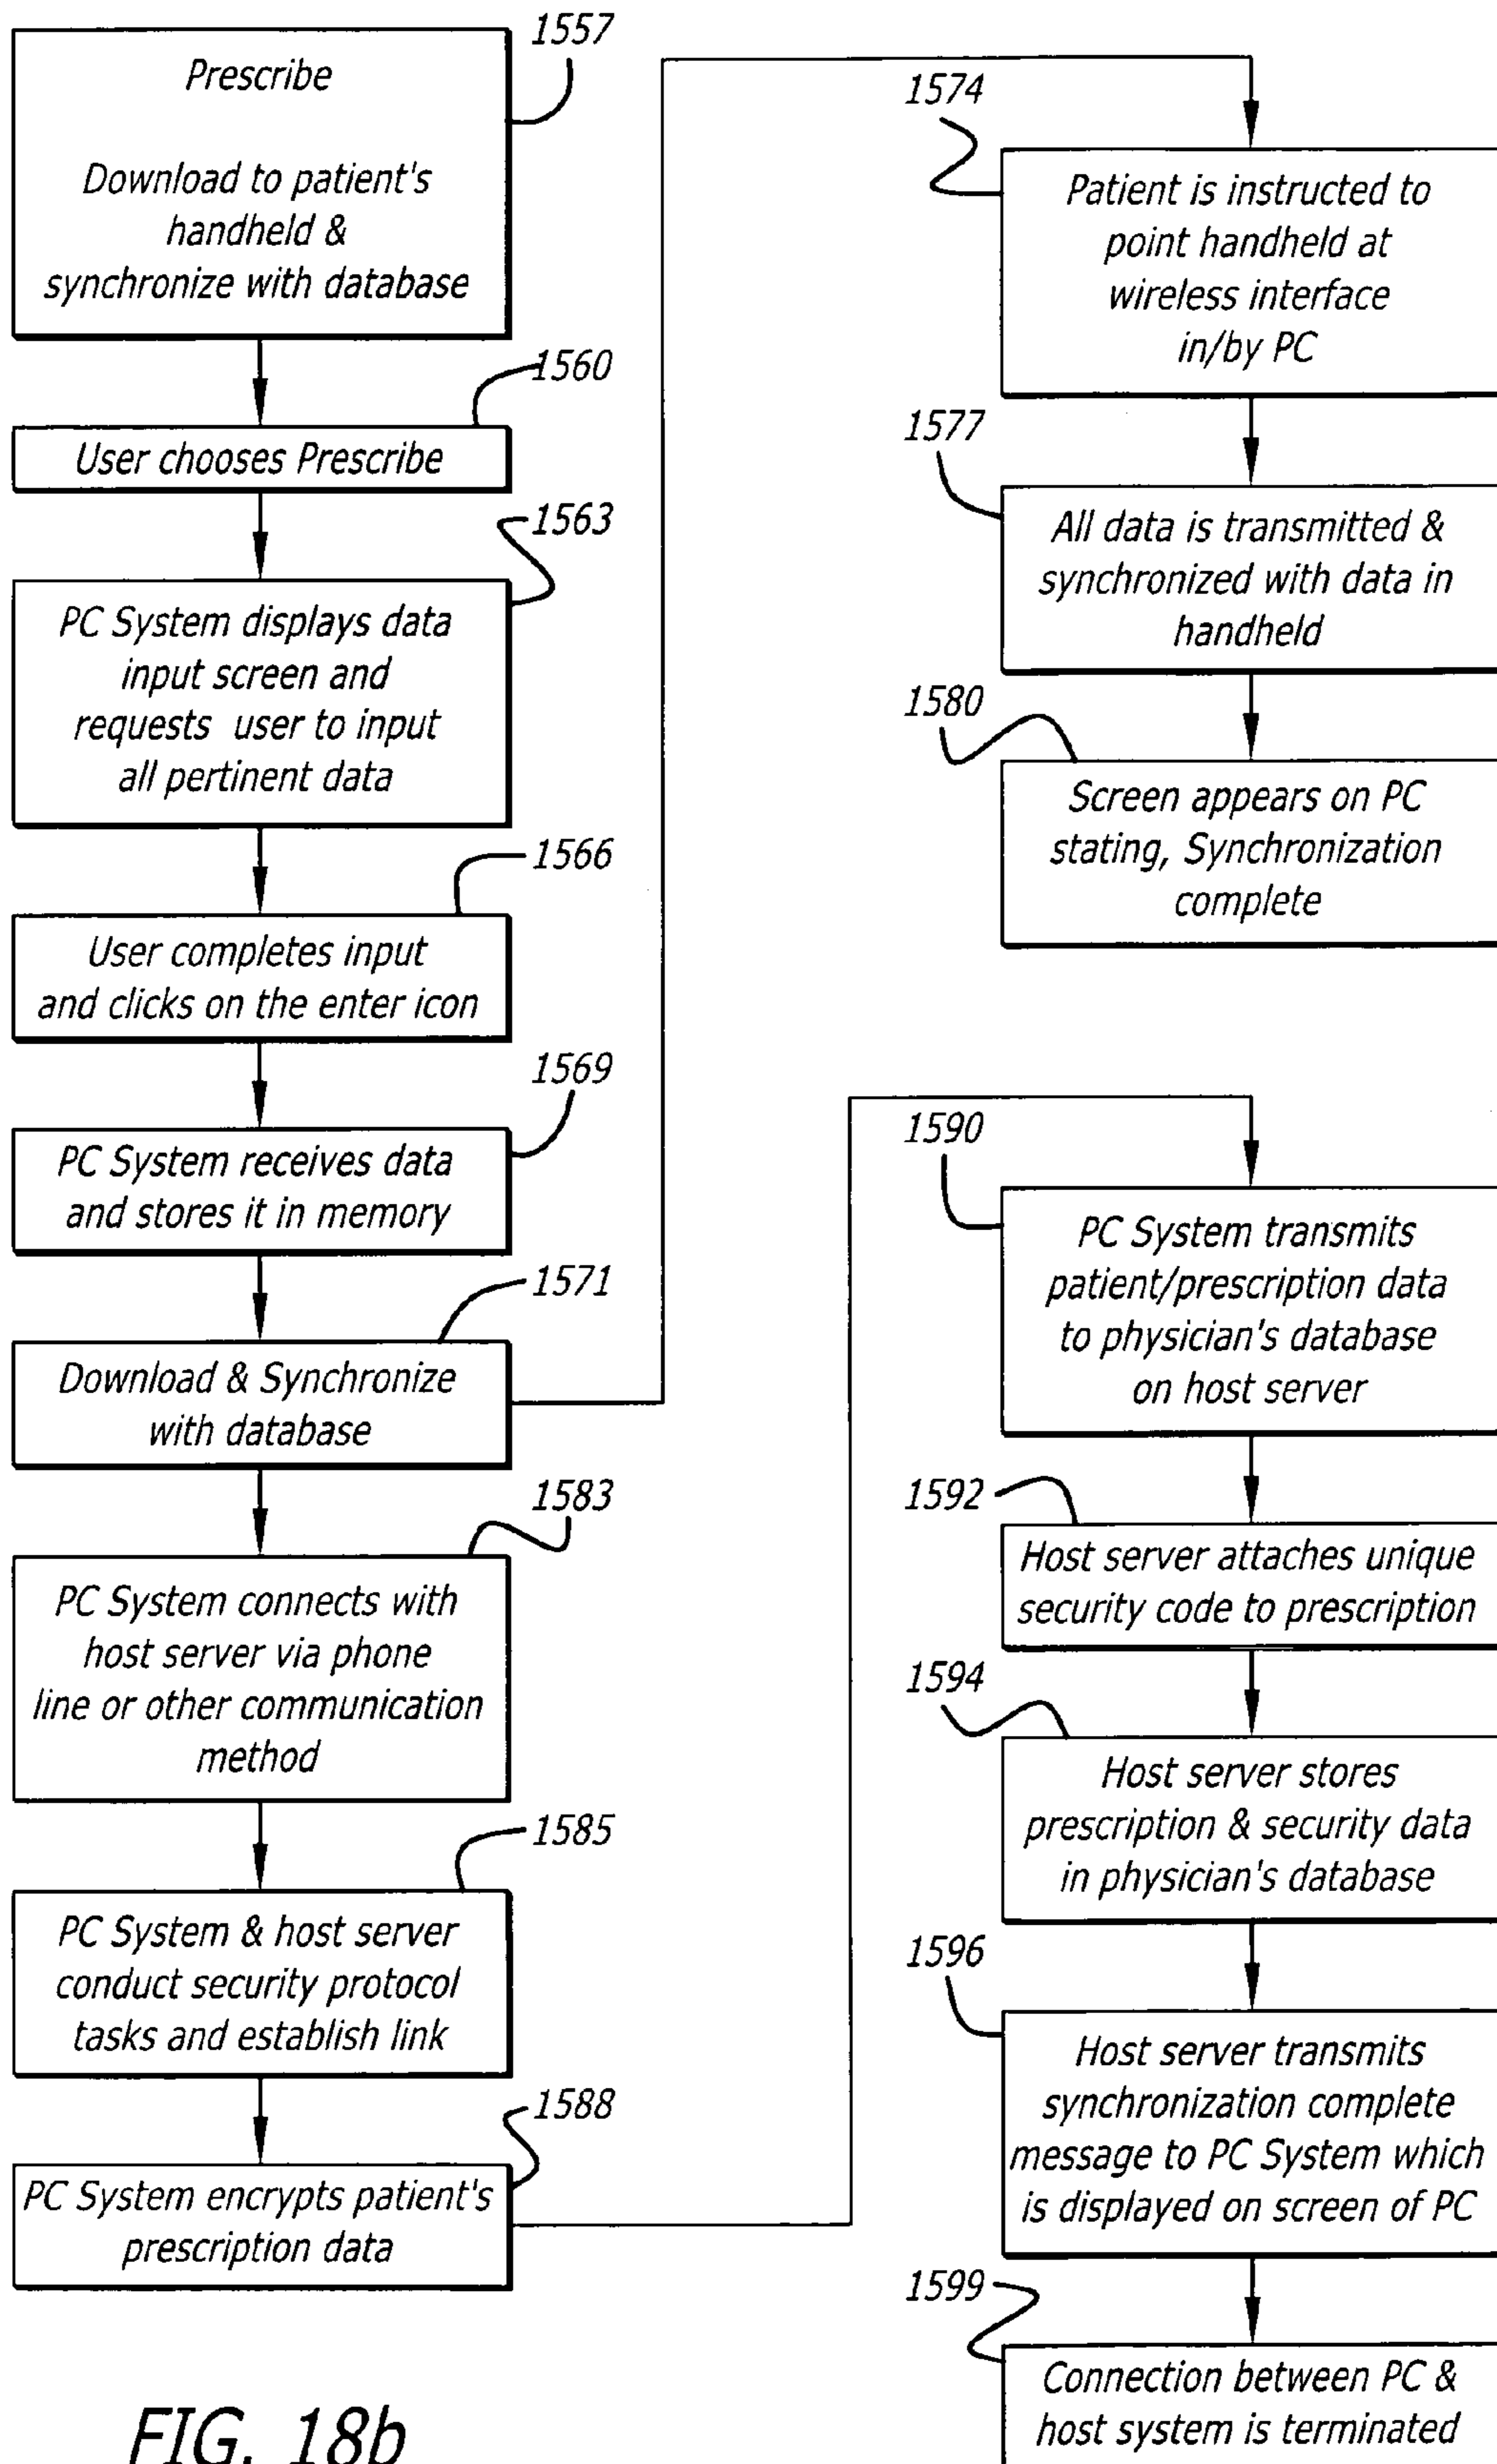 1557
Prescribe
Download to patient's
handheld &
synchronize with database
1560
User chooses Prescribe
1563
PC System displays data
input screen and
requests user to input
all pertinent data
1566
User completes input
and clicks on the enter icon
1569
PC System receives data
and stores it in memory
1571
Download & Synchronize
with database
1583
PC System connects with
host server via phone
line or other communication
method
1585
PC System & host server
conduct security protocol
tasks and establish link
1588
PC System encrypts patient's
prescription data
1574
Patient is instructed to
point handheld at
wireless interface
in/by PC
1577
All data is transmitted &
synchronized with data in
handheld
1580
Screen appears on PC
stating, Synchronization
complete
1590
PC System transmits
patient/prescription data
to physician's database
on host server
1592
Host server attaches unique
security code to prescription
1594
Host server stores
prescription & security data
in physician's database
1596
Host server transmits
synchronization complete
message to PC System which
is displayed on screen of PC
1599
Connection between PC &
host system is terminated
FIG. 18b